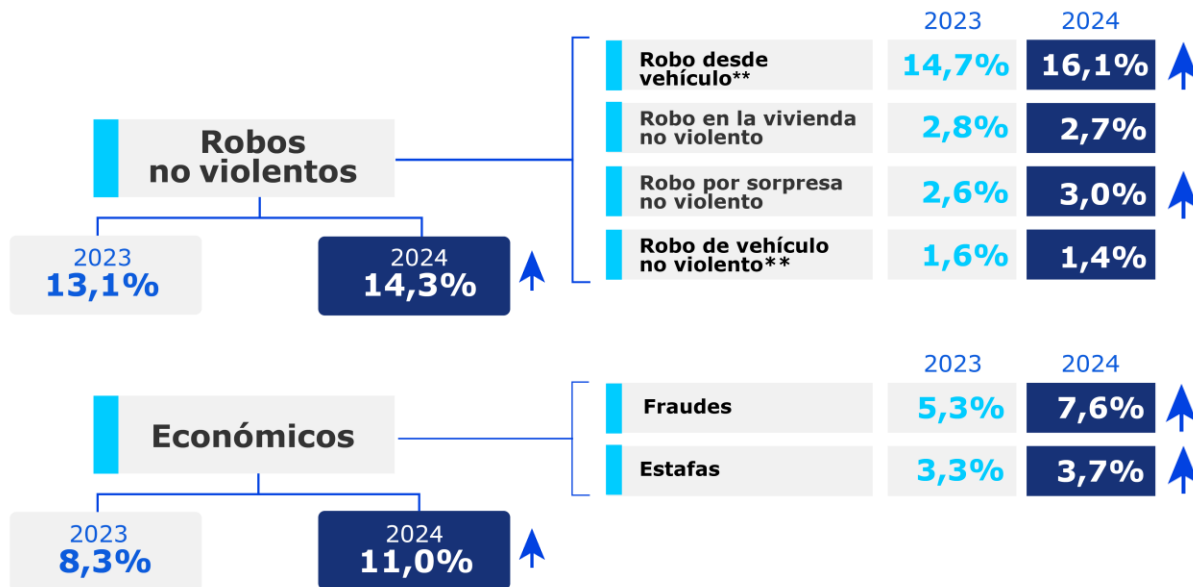 Robos
no violentos
2023
13,1%
2024
14,3%
2023
2024
Robo desde
vehículo**
14,7%
16,1%
Robo en la vivienda
no violento
2,8%
2,7%
Robo por sorpresa
no violento
2,6%
3,0%
Robo de vehículo
no violento**
1,6%
1,4%
Económicos
2023
8,3%
2024
11,0%
2023
2024
Fraudes
5,3%
7,6%
Estafas
3,3%
3,7%